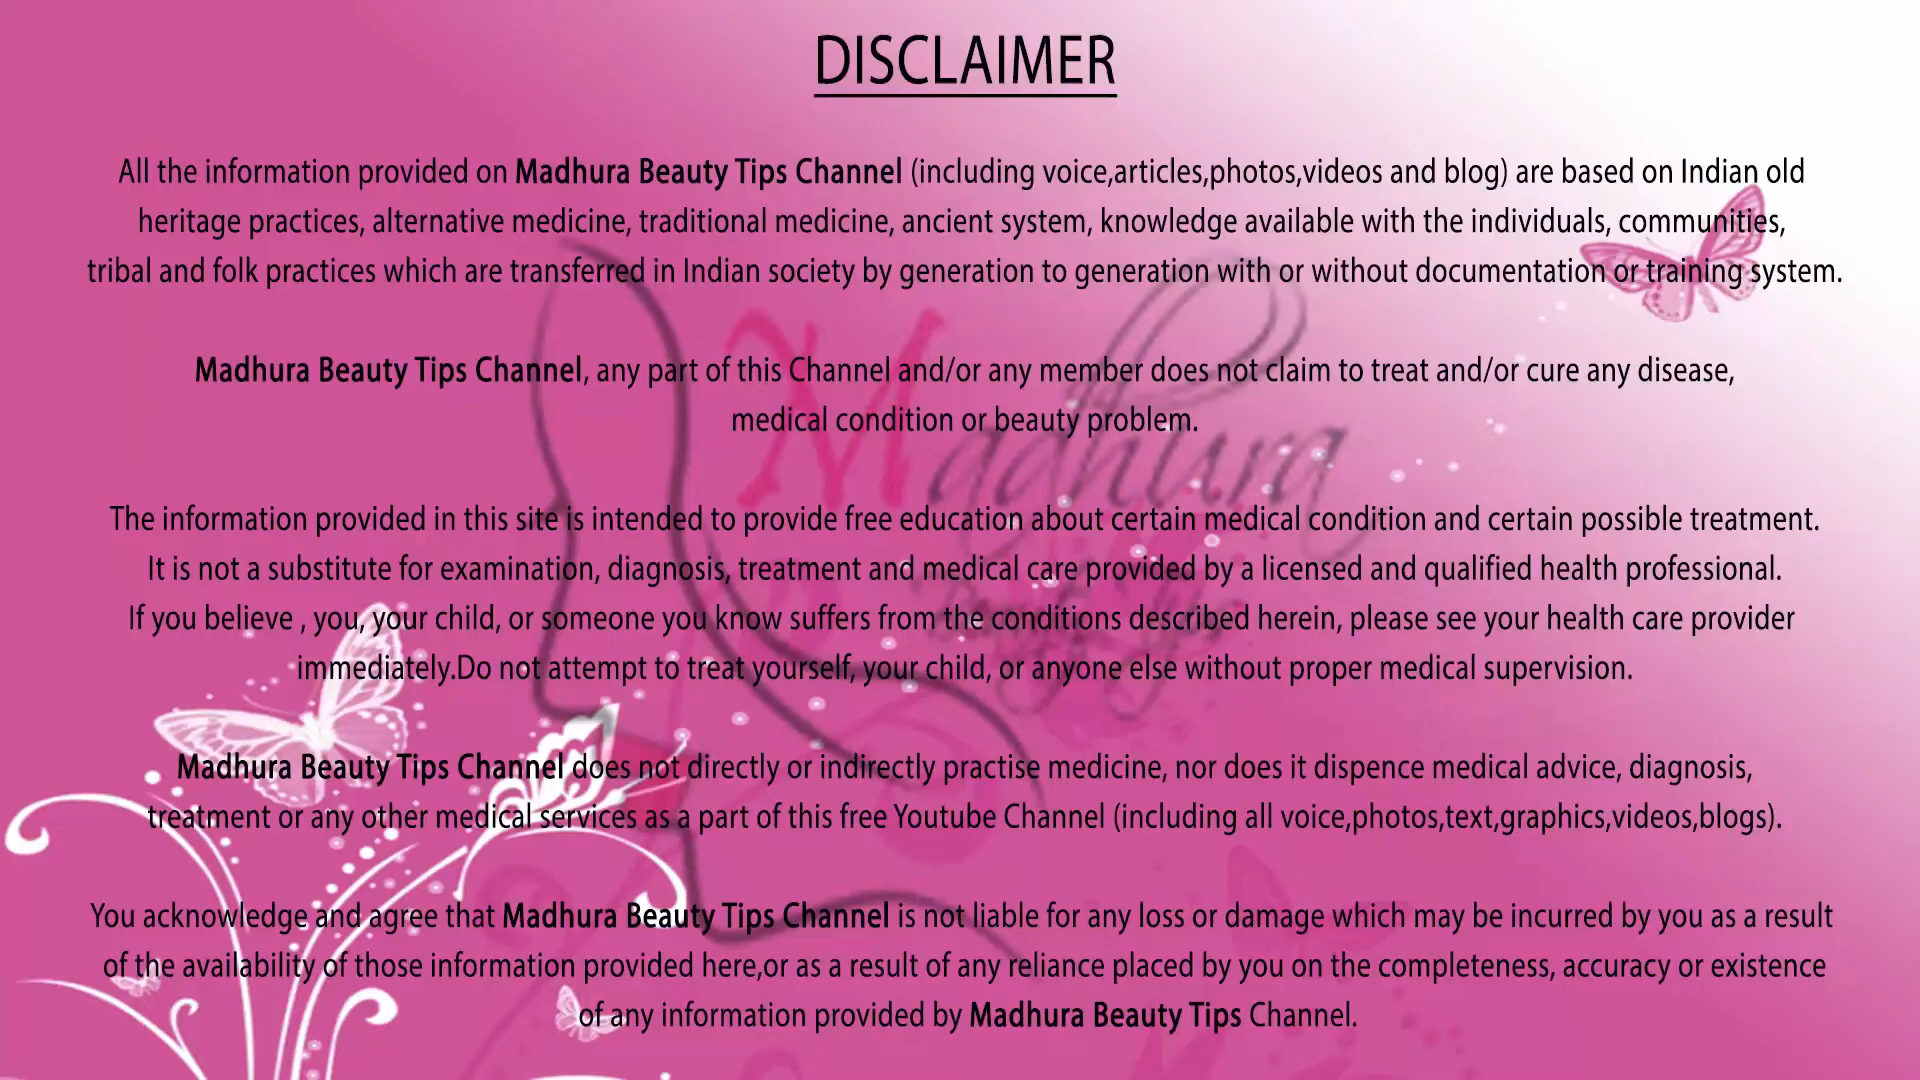 DISCLAIMER
All the information provided on Madhura Beauty Tips Channel (including voice,articles,photos,videos and blog) are based on Indian old
heritage practices, alternative medicine, traditional medicine, ancient system, knowledge available with the individuals, communities,
tribal and folk practices which are transferred in Indian society by generation to generation with or without documentation or training system.
Madhura Beauty Tips Channel, any part of this Channel and/or any member does not claim to treat and/or cure any disease,
medical condition or beauty problem.
Madhura
Beauty Tips
The information provided in this site is intended to provide free education about certain medical condition and certain possible treatment.
It is not a substitute for examination, diagnosis, treatment and medical care provided by a licensed and qualified health professional.
If you believe , you, your child, or someone you know suffers from the conditions described herein, please see your health care provider
immediately.Do not attempt to treat yourself, your child, or anyone else without proper medical supervision.
Madhura Beauty Tips Channel does not directly or indirectly practise medicine, nor does it dispence medical advice, diagnosis,
treatment or any other medical services as a part of this free Youtube Channel (including all voice,photos,text,graphics,videos,blogs).
You acknowledge and agree that Madhura Beauty Tips Channel is not liable for any loss or damage which may be incurred by you as a result
of the availability of those information provided here,or as a result of any reliance placed by you on the completeness, accuracy or existence
of any information provided by Madhura Beauty Tips Channel.